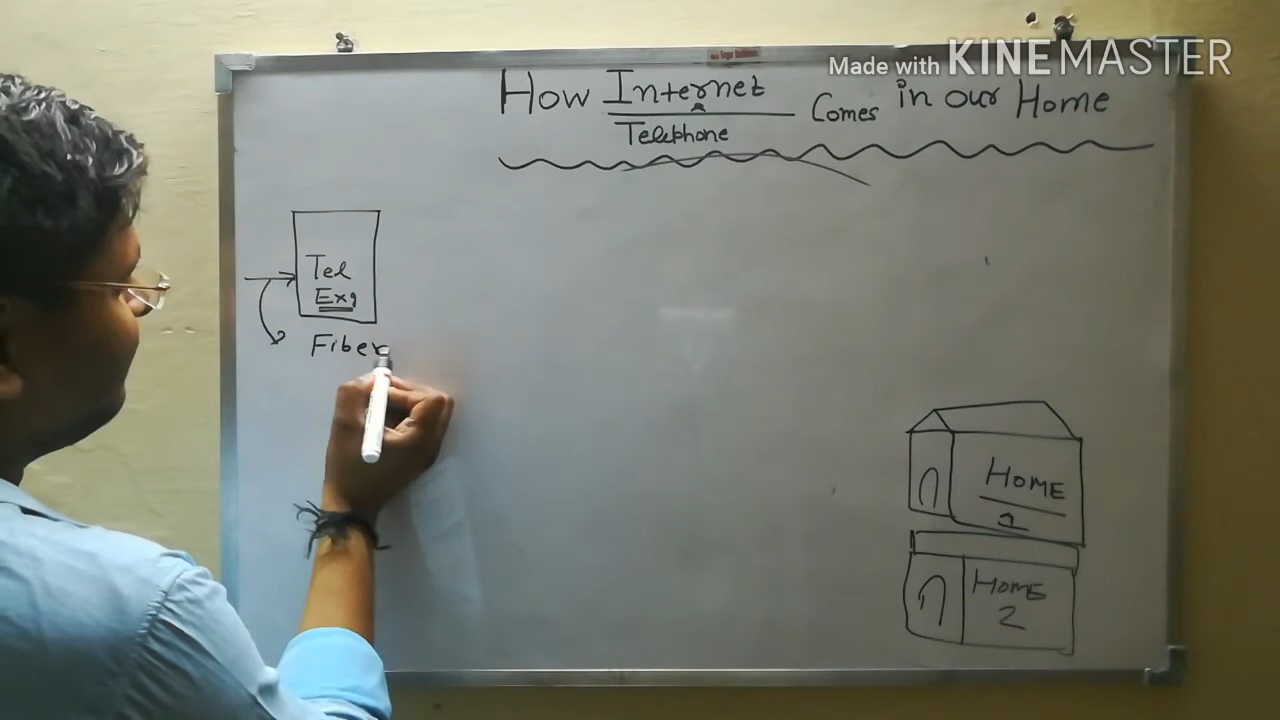 Made with KINEMASTER
How Internet Comes in our Home
Telephone
Tel
Exg
Fiber
HOME
1
HOME
2